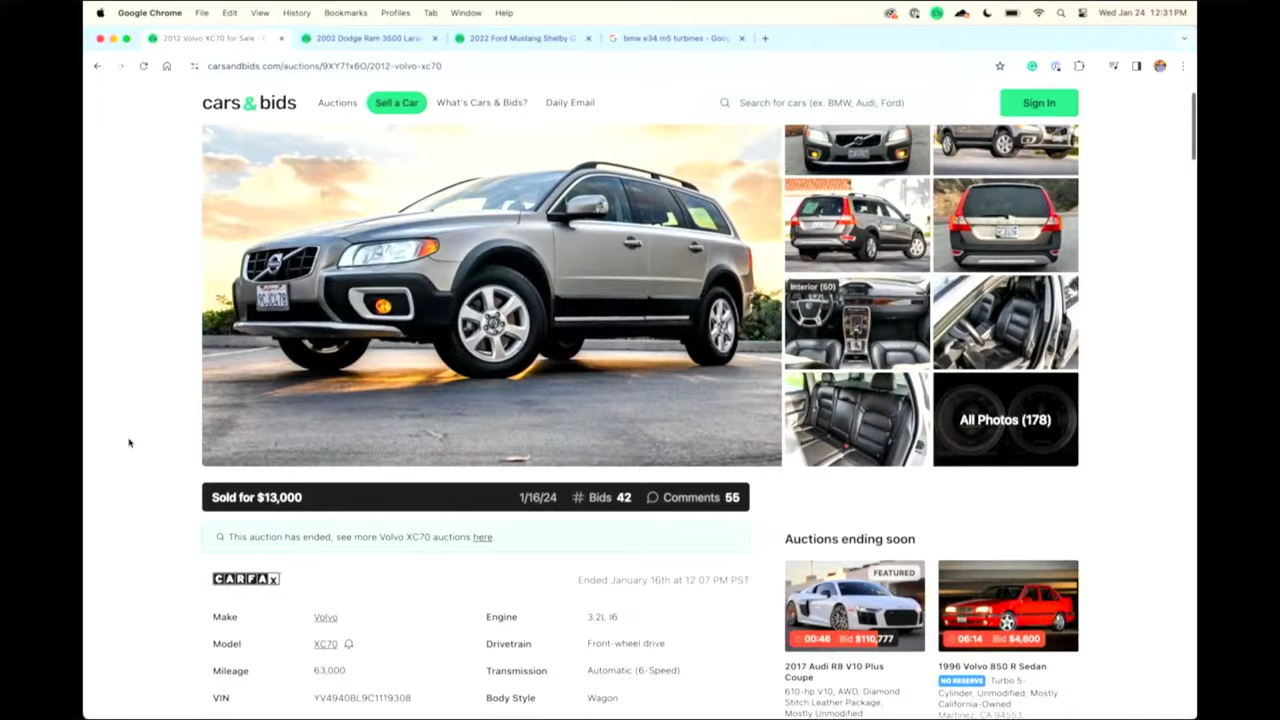 Google Chrome File Edit View History Bookmarks Profiles Tab Window Help Wed Jan 24 12:31 PM
2012 Volvo XC70 for Sale - C 2002 Dodge Ram 3500 Lara 2022 Ford Mustang Shelby G bmw e34 m5 turbines - Goog
carsandbids.com/auctions/9XY71x6O/2012-volvo-xc70
cars & bids Auctions Sell a Car What's Cars & Bids? Daily Email Search for cars (ex. BMW, Audi, Ford) Sign In
Interior (60)
All Photos (178)
Sold for $13,000 1/16/24 # Bids 42 Comments 55
This auction has ended, see more Volvo XC70 auctions here
Auctions ending soon
CARFAX Ended January 16th at 12:07 PM PST
FEATURED
Make Volvo Engine 3.2L I6
00:46 Bid $110,777 06:14 Bid $4,600
Model XC70 Drivetrain Front-wheel drive
2017 Audi R8 V10 Plus Coupe
1996 Volvo 850 R Sedan
Mileage 63,000 Transmission Automatic (6-Speed)
610-hp V10, AWD, Diamond
Stitch Leather Package,
Mostly Unmodified
NO RESERVE Turbo 5-
Cylinder, Unmodified, Mostly
California-Owned
Martinez, CA 94553
VIN YV4940BL9C1119308 Body Style Wagon